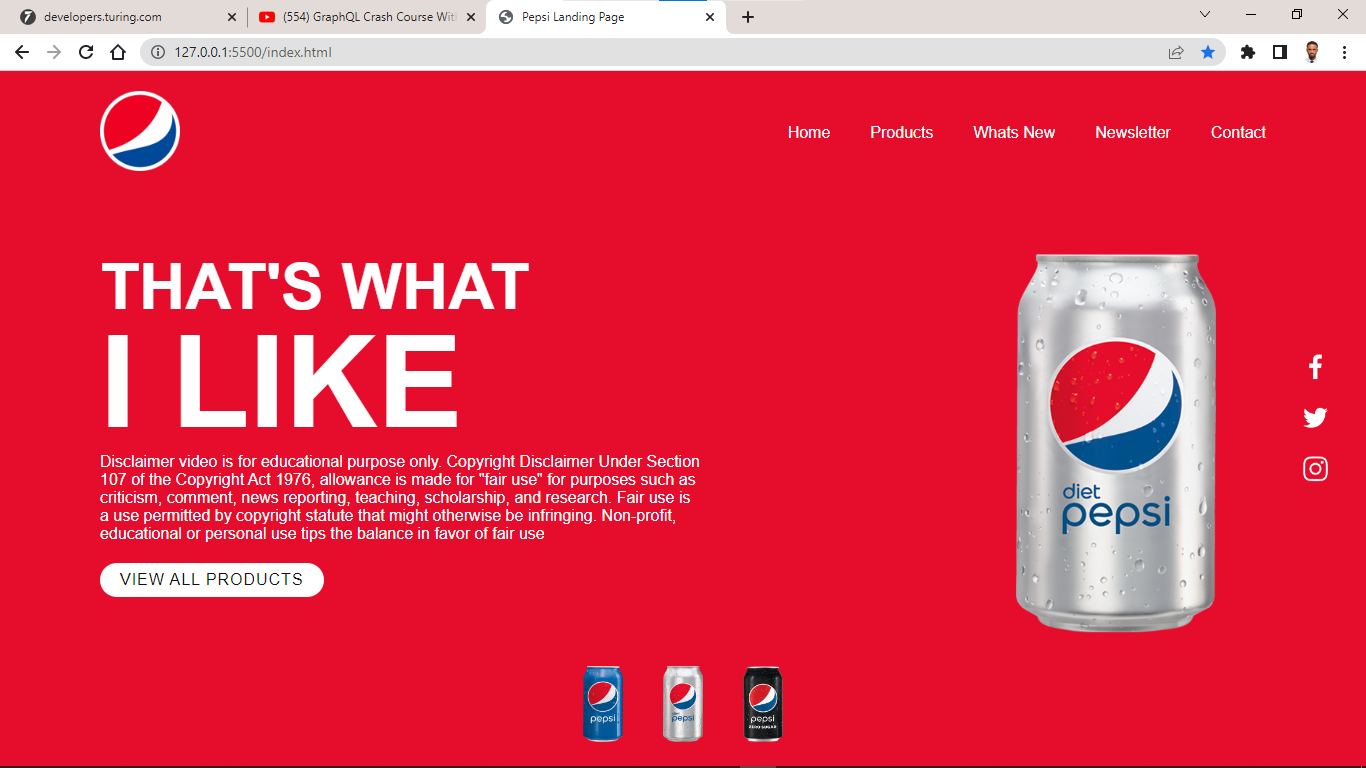 developers.turing.com
(554) GraphQL Crash Course Wit
Pepsi Landing Page
127.0.0.1:5500/index.html
Home Products Whats New Newsletter Contact
THAT'S WHAT
I LIKE
Disclaimer video is for educational purpose only. Copyright Disclaimer Under Section
107 of the Copyright Act 1976, allowance is made for "fair use" for purposes such as
criticism, comment, news reporting, teaching, scholarship, and research. Fair use is
a use permitted by copyright statute that might otherwise be infringing. Non-profit,
educational or personal use tips the balance in favor of fair use
VIEW ALL PRODUCTS
diet
pepsi
pepsi
diet
pepsi
pepsi
ZERO SUGAR